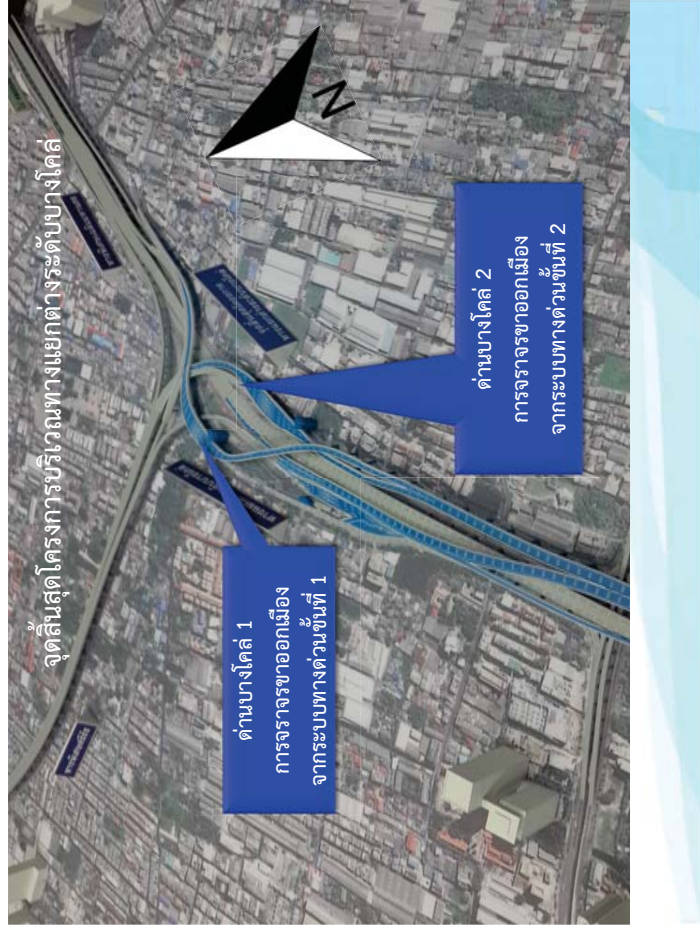 จุดสิ้นสุดโครงการบริเวณทางแยกต่างระดับบางโคล่
ด่านบางโคล่ 1
การจราจรขาออกเมือง
จากระบบทางด่วนขั้นที่ 1
ด่านบางโคล่ 2
การจราจรขาออกเมือง
จากระบบทางด่วนขั้นที่ 2
N